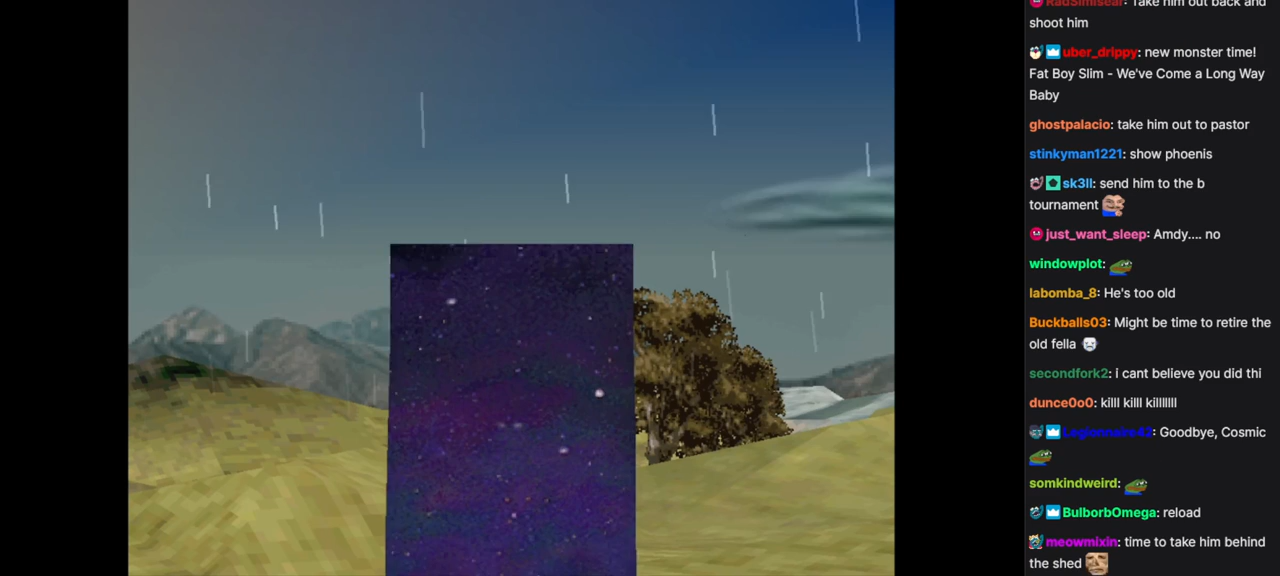 RadSimisear: Take him out back and
shoot him
uber_drippy: new monster time!
Fat Boy Slim - We've Come a Long Way
Baby
ghostpalacio: take him out to pastor
stinkyman1221: show phoenis
sk3ll: send him to the b
tournament
just_want_sleep: Amdy.... no
windowplot:
labomba_8: He's too old
Buckballs03: Might be time to retire the
old fella
secondfork2: i cant believe you did thi
dunce0o0: killl killl killlllll
Legionnaire42: Goodbye, Cosmic
somkindweird:
BulborbOmega: reload
meowmixin: time to take him behind
the shed